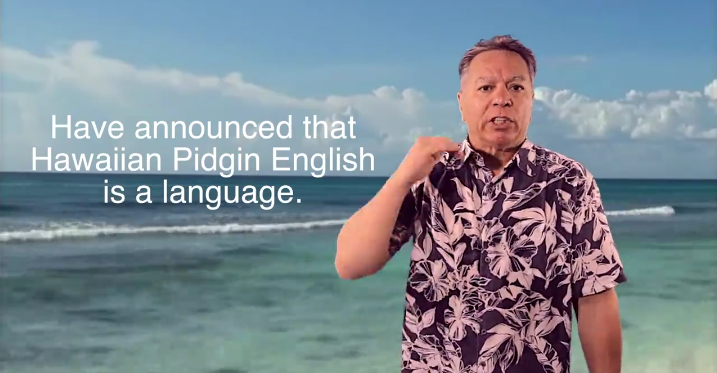 Have announced that
Hawaiian Pidgin English
is a language.